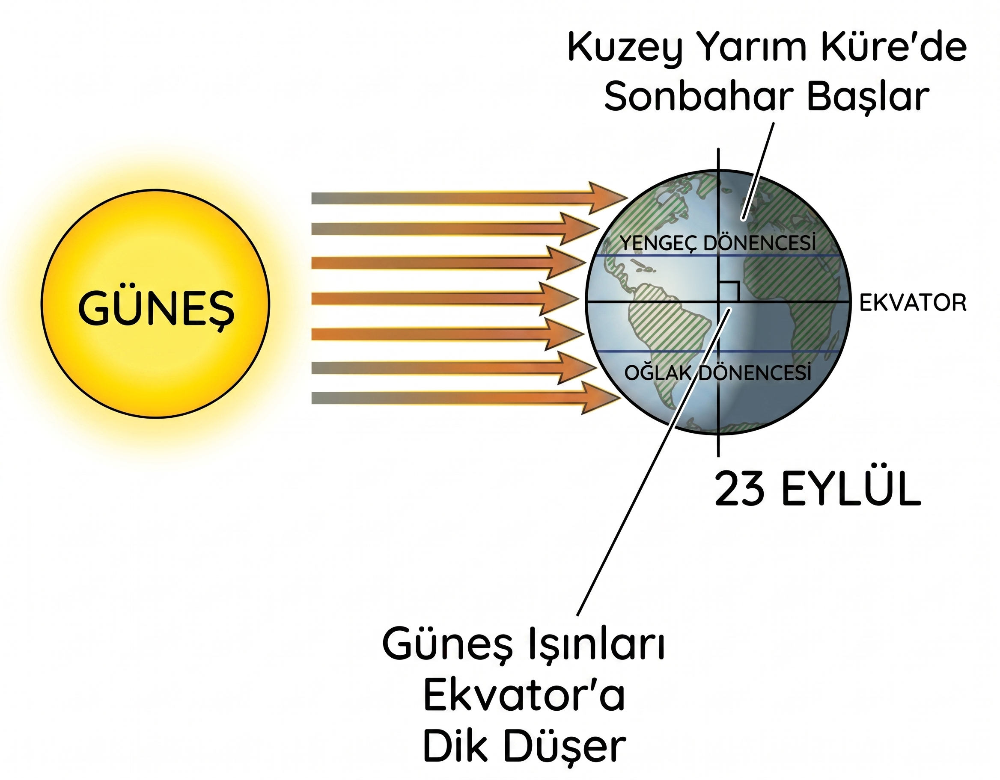 Kuzey Yarım Küre'de
Sonbahar Başlar
GÜNEŞ
YENGEÇ DÖNENCESİ
EKVATOR
OĞLAK DÖNENCESİ
23 EYLÜL
Güneş Işınları
Ekvator'a
Dik Düşer